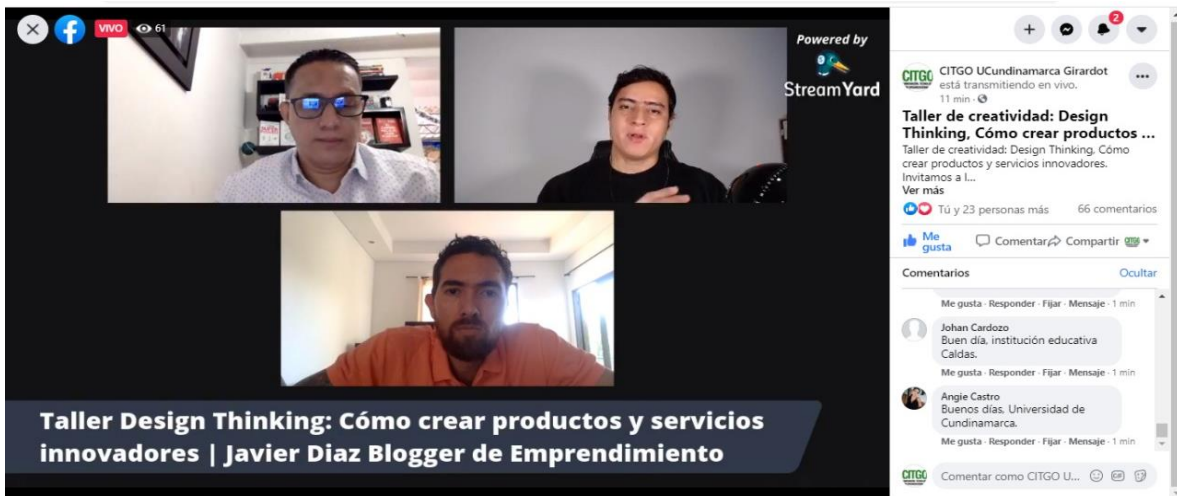 VIVO
61
Powered by
StreamYard
Taller Design Thinking: Cómo crear productos y servicios
innovadores | Javier Diaz Blogger de Emprendimiento
2
CITGO
CITGO UCundinamarca Girardot
está transmitiendo en vivo.
11 min ·
Taller de creatividad: Design
Thinking, Cómo crear productos ...
Taller de creatividad: Design Thinking, Cómo
crear productos y servicios innovadores.
Invitamos a l...
Ver más
Tú y 23 personas más
66 comentarios
Me
gusta
Comentar
Compartir
Comentarios
Ocultar
Me gusta · Responder · Fijar · Mensaje · 1 min
Johan Cardozo
Buen día, institución educativa
Caldas.
Me gusta · Responder · Fijar · Mensaje · 1 min
Angie Castro
Buenos días. Universidad de
Cundinamarca.
Me gusta · Responder · Fijar · Mensaje · 1 min
CITGO
Comentar como CITGO U...
GIF